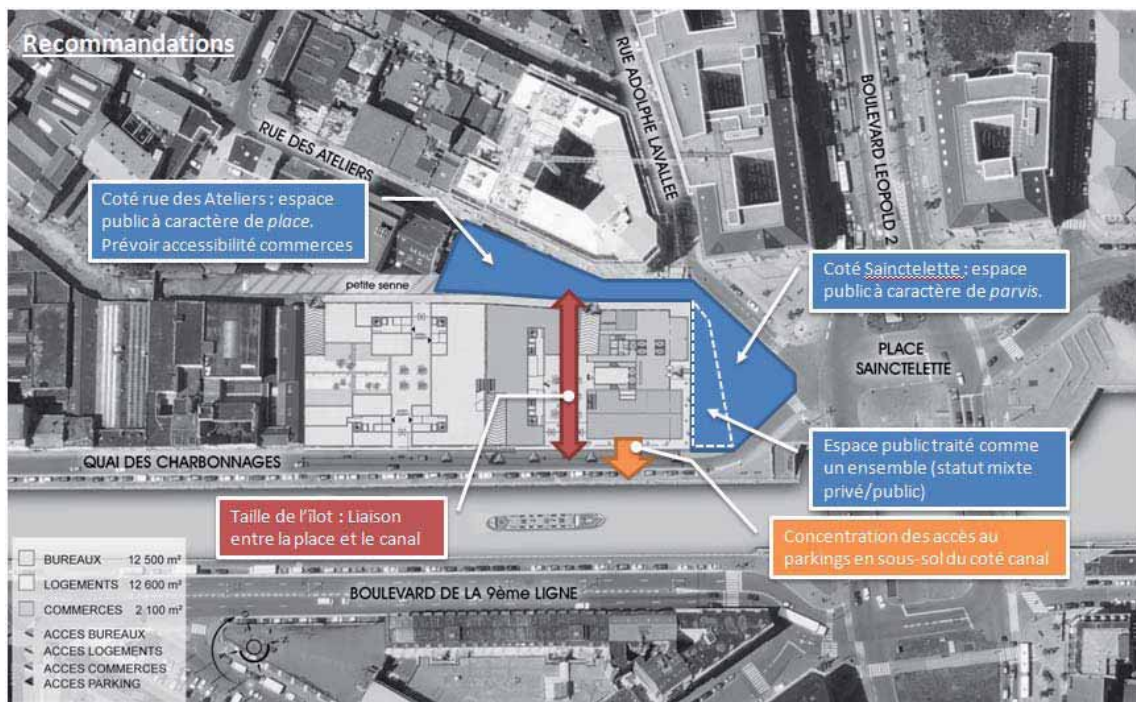 Recommandations
RUE DES ATELIERS
RUE ADOLPHE LAVALLEE
BOULEVARD LEOPOLD 2
Coté rue des Ateliers : espace
public à caractère de place.
Prévoir accessibilité commerces
Coté Sainctelette : espace
public à caractère de parvis.
petite senne
PLACE
SAINCTELETTE
QUAI DES CHARBONNAGES
Espace public traité comme
un ensemble (statut mixte
privé/public)
Taille de l'îlot : Liaison
entre la place et le canal
Concentration des accès au
parkings en sous-sol du coté canal
BOULEVARD DE LA 9ème LIGNE
BUREAUX 12 500 m²
LOGEMENTS 12 600 m²
COMMERCES 2 100 m²
ACCES BUREAUX
ACCES LOGEMENTS
ACCES COMMERCES
ACCES PARKING